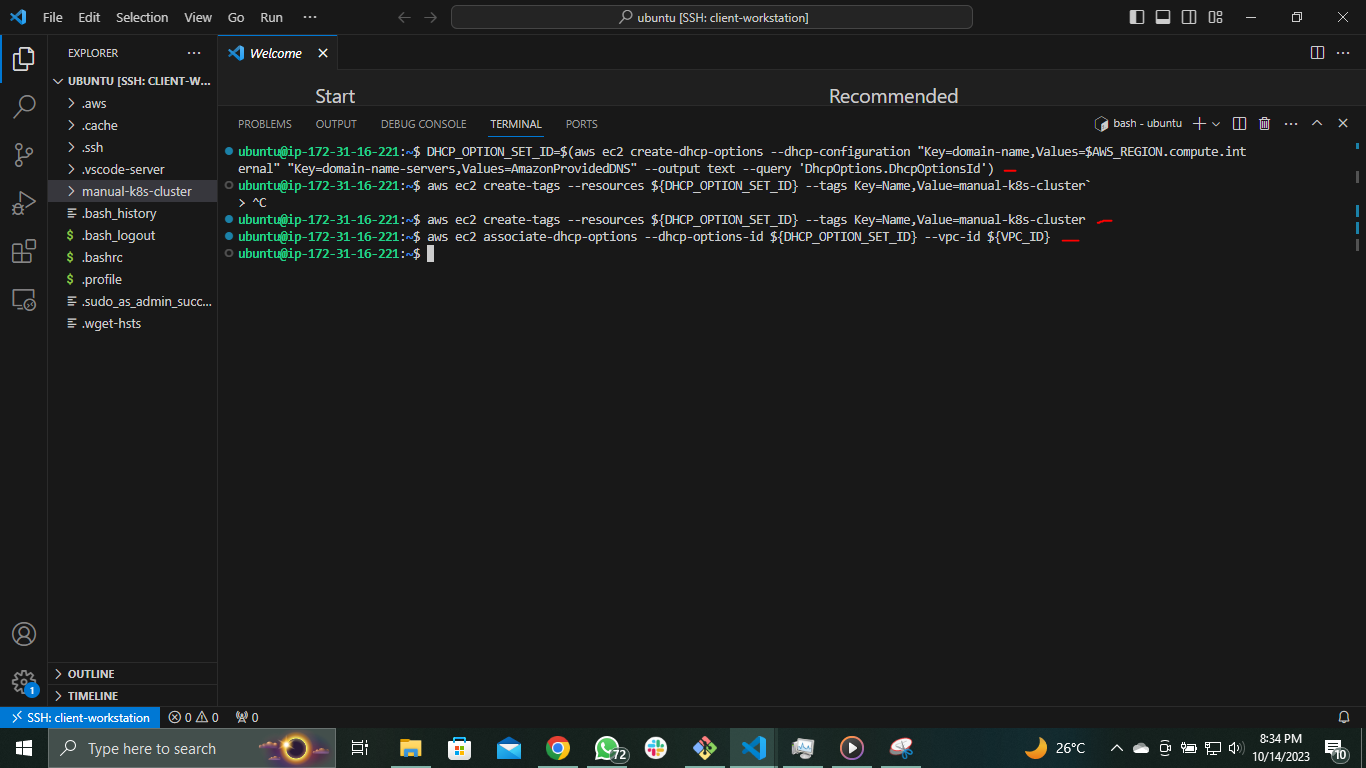 File Edit Selection View Go Run ···
ubuntu [SSH: client-workstation]
EXPLORER ···
Welcome
UBUNTU [SSH: CLIENT-W...
.aws
.cache
.ssh
.vscode-server
manual-k8s-cluster
.bash_history
$ .bash_logout
$ .bashrc
$ .profile
.sudo_as_admin_succ...
.wget-hsts
OUTLINE
TIMELINE
Start
Recommended
PROBLEMS OUTPUT DEBUG CONSOLE TERMINAL PORTS
bash - ubuntu
ubuntu@ip-172-31-16-221:~$ DHCP_OPTION_SET_ID=$(aws ec2 create-dhcp-options --dhcp-configuration "Key=domain-name,Values=$AWS_REGION.compute.int
ernal" "Key=domain-name-servers,Values=AmazonProvidedDNS" --output text --query 'DhcpOptions.DhcpOptionsId')
ubuntu@ip-172-31-16-221:~$ aws ec2 create-tags --resources ${DHCP_OPTION_SET_ID} --tags Key=Name,Value=manual-k8s-cluster`
> ^C
ubuntu@ip-172-31-16-221:~$ aws ec2 create-tags --resources ${DHCP_OPTION_SET_ID} --tags Key=Name,Value=manual-k8s-cluster
ubuntu@ip-172-31-16-221:~$ aws ec2 associate-dhcp-options --dhcp-options-id ${DHCP_OPTION_SET_ID} --vpc-id ${VPC_ID}
ubuntu@ip-172-31-16-221:~$
1
SSH: client-workstation 0 0 0
Type here to search
72
26°C
8:34 PM
10/14/2023
10